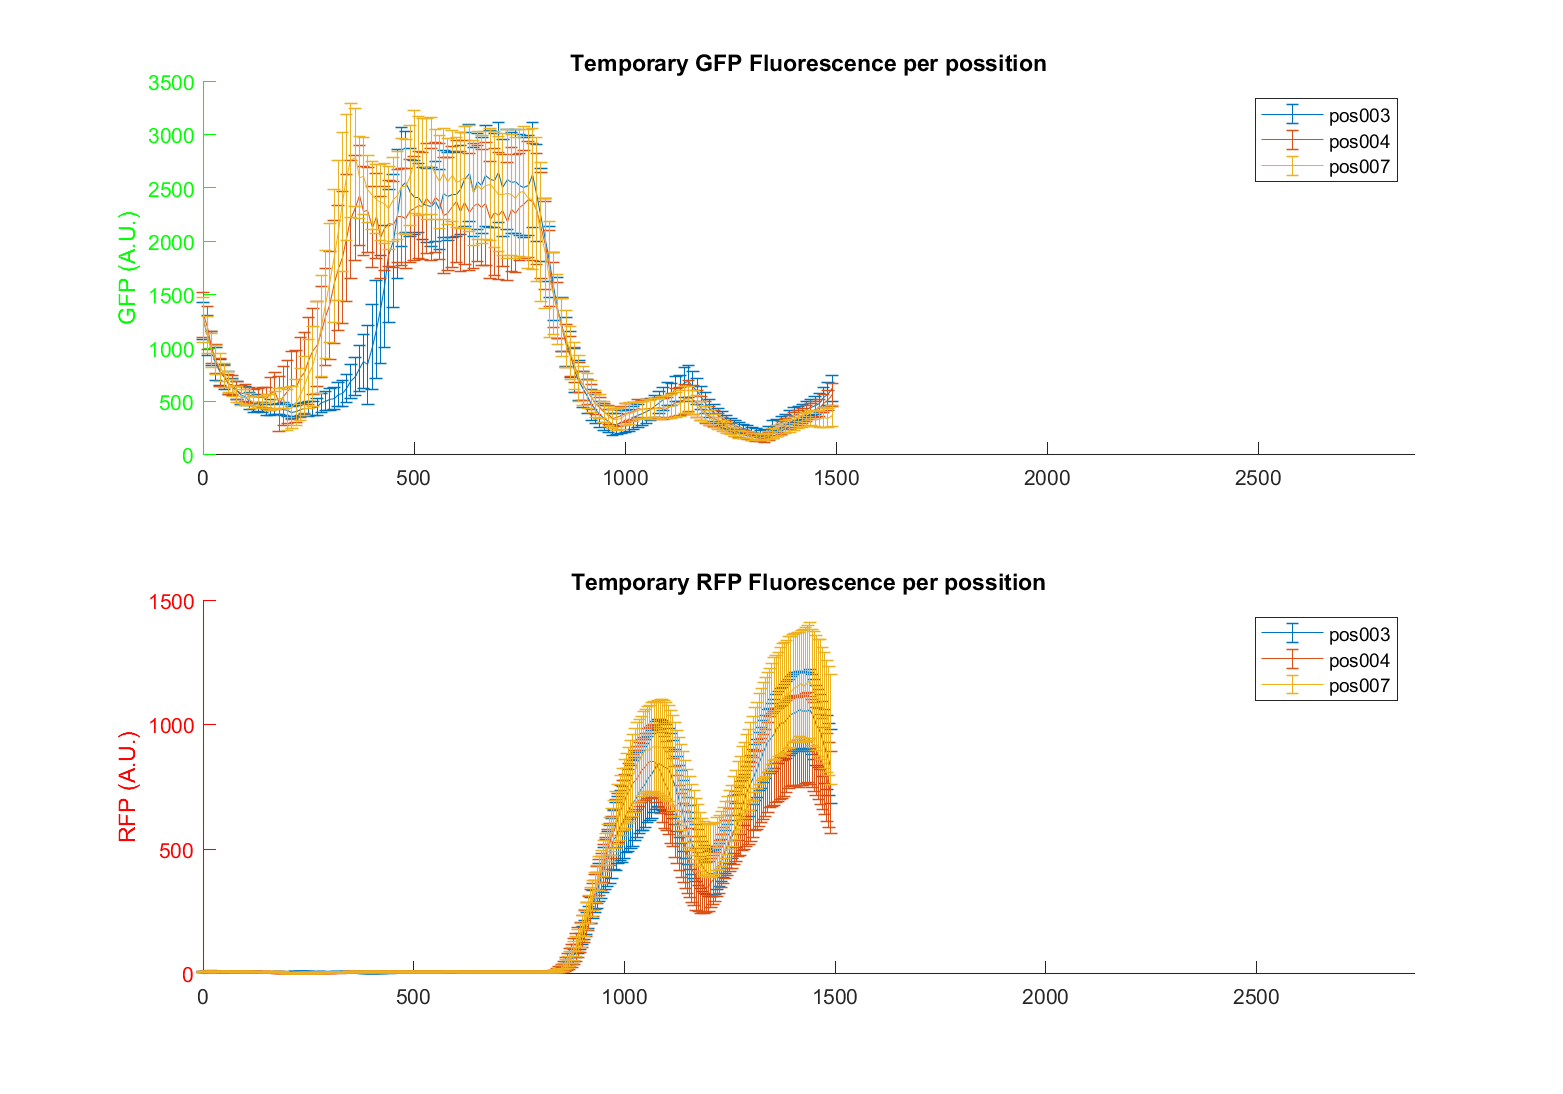 Temporary GFP Fluorescence per possition
3500
3000
2500
2000
1500
1000
500
0
GFP (A.U.)
0 500 1000 1500 2000 2500
pos003
pos004
pos007
Temporary RFP Fluorescence per possition
1500
1000
500
0
RFP (A.U.)
0 500 1000 1500 2000 2500
pos003
pos004
pos007